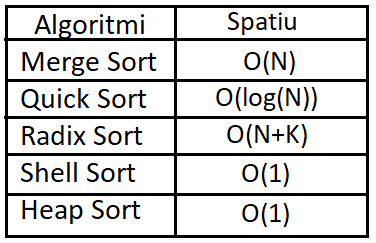 Algoritmi Spatiu
Merge Sort O(N)
Quick Sort O(log(N))
Radix Sort O(N+K)
Shell Sort O(1)
Heap Sort O(1)